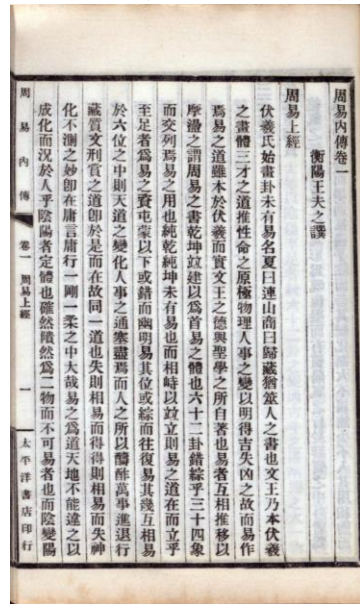 周易內傳卷一
衡陽王夫之譔
周易上經
伏羲氏始畫卦未有易名夏曰連山商曰歸藏猶筮人之書也文王乃本伏羲
之畫體三才之道推性命之原極物理人事之變以明得吉失凶之故而易作
焉易之道雖本於伏羲而實文王之德與聖學之所自著也易者互相推移以
摩盪之謂周易之書乾坤竝建以為首易之體也六十二卦錯綜乎三十四象
而交列焉易之用也純乾純坤未有易也而相峙以竝立則易之道在而立乎
至足者為易之資屯蒙以下或錯而幽明易其位或綜而往復易其幾互相易
於六位之中則天道之變化人事之通塞盡焉而人之所以酬酢萬事進退行
藏質文刑賞之道即於是而在故同一道也失則相易而得得則相易而失神
化不測之妙即在庸言庸行一剛一柔之中大哉易之為道天地不能違之以
成化而況於人乎陰陽者定體也確然隤然為二物而不可易者也而陰變陽
周易內傳
卷一
周易上經
一
太平洋書店印行